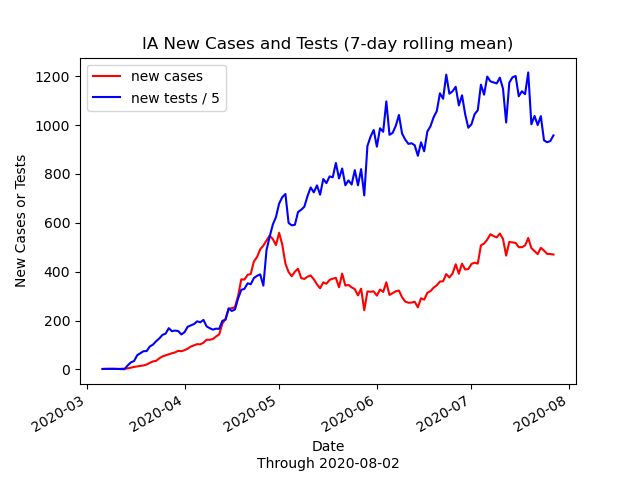 IA New Cases and Tests (7-day rolling mean)
new cases
new tests / 5
New Cases or Tests
1200
1000
800
600
400
200
0
2020-03
2020-04
2020-05
2020-06
2020-07
2020-08
Date
Through 2020-08-02